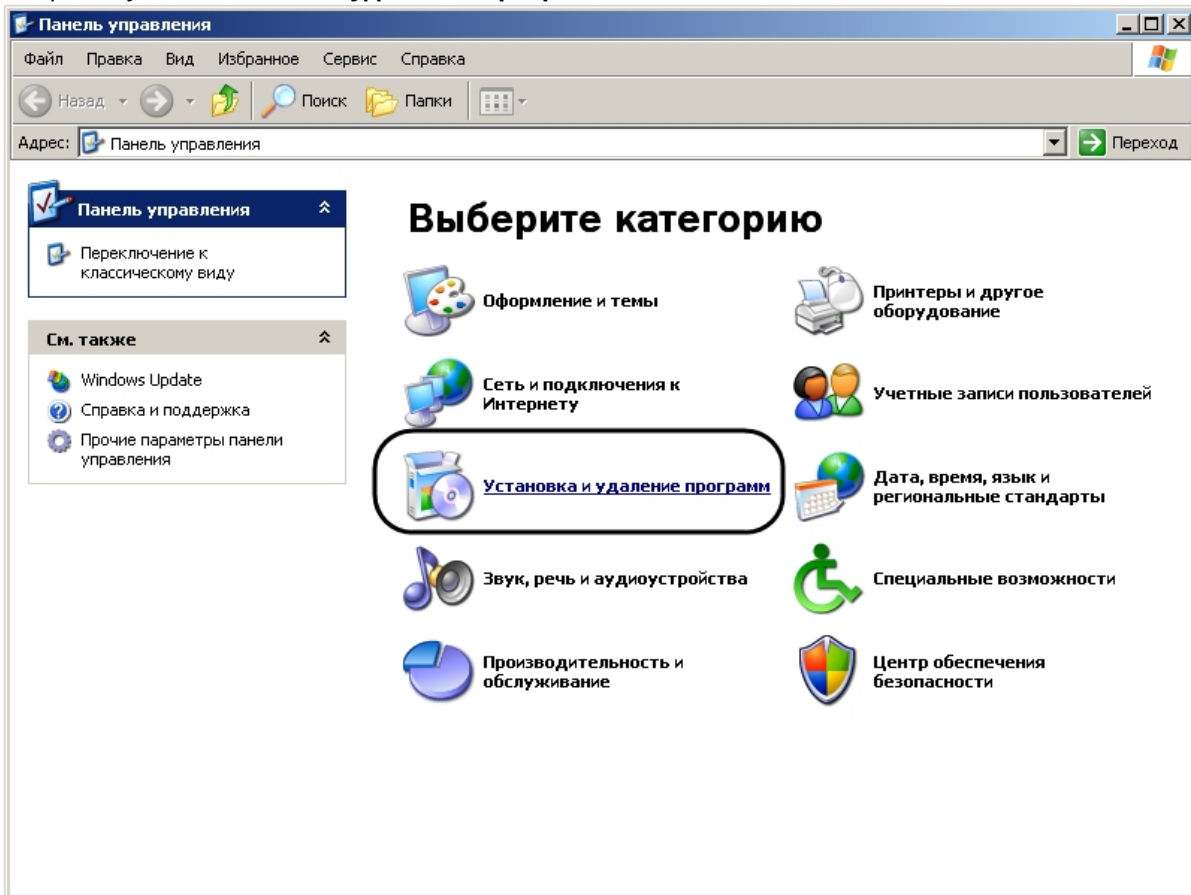 Панель управления
Файл Правка Вид Избранное Сервис Справка
Назад Поиск Папки
Адрес: Панель управления Переход
Панель управления
Переключение к
классическому виду
См. также
Windows Update
Справка и поддержка
Прочие параметры панели
управления
Выберите категорию
Оформление и темы
Принтеры и другое
оборудование
Сеть и подключения к
Интернету
Учетные записи пользователей
Установка и удаление программ
Дата, время, язык и
региональные стандарты
Звук, речь и аудиоустройства
Специальные возможности
Производительность и
обслуживание
Центр обеспечения
безопасности